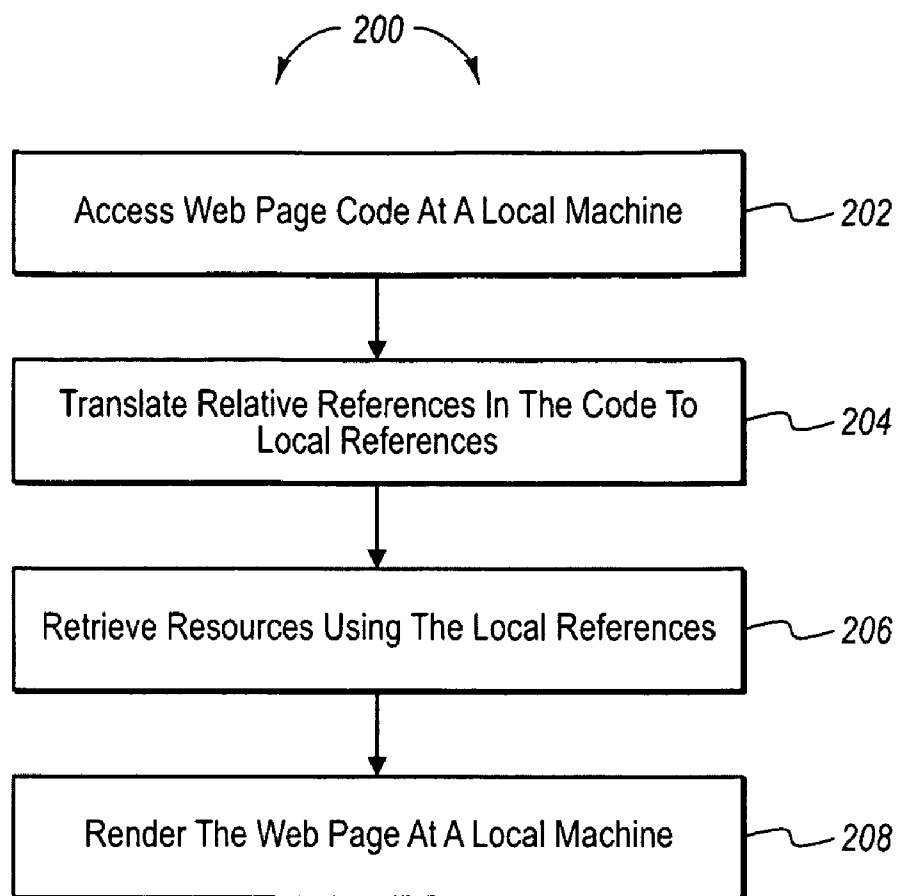 200
Access Web Page Code At A Local Machine
202
Translate Relative References In The Code To
Local References
204
Retrieve Resources Using The Local References
206
Render The Web Page At A Local Machine
208